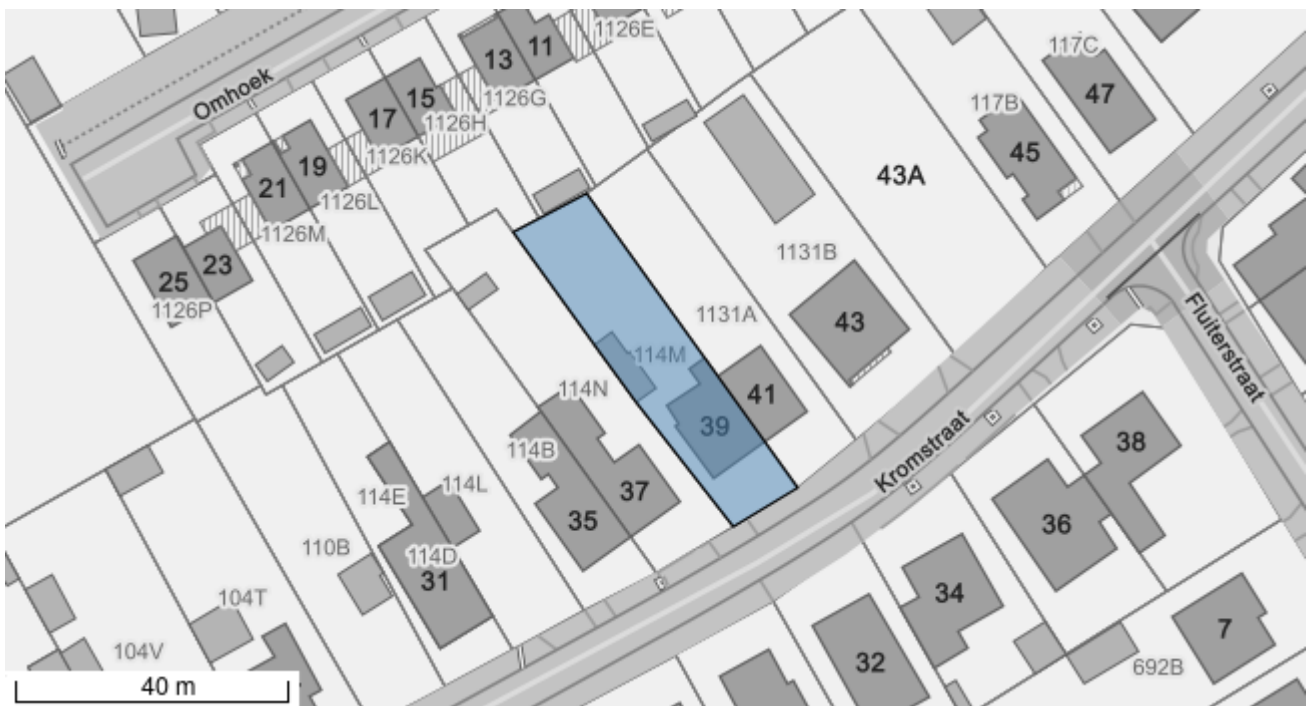 1126E
11
13
117C
47
Omhoek
15
1126G
17
1126H
117B
19
1126K
45
43A
21
1126L
1126M
1131B
23
25
1126P
1131A
43
Fluiterstraat
114M
41
114N
39
38
114B
Kromstraat
114L
114E
37
35
36
110B
114D
31
34
104T
7
104V
32
692B
40 m